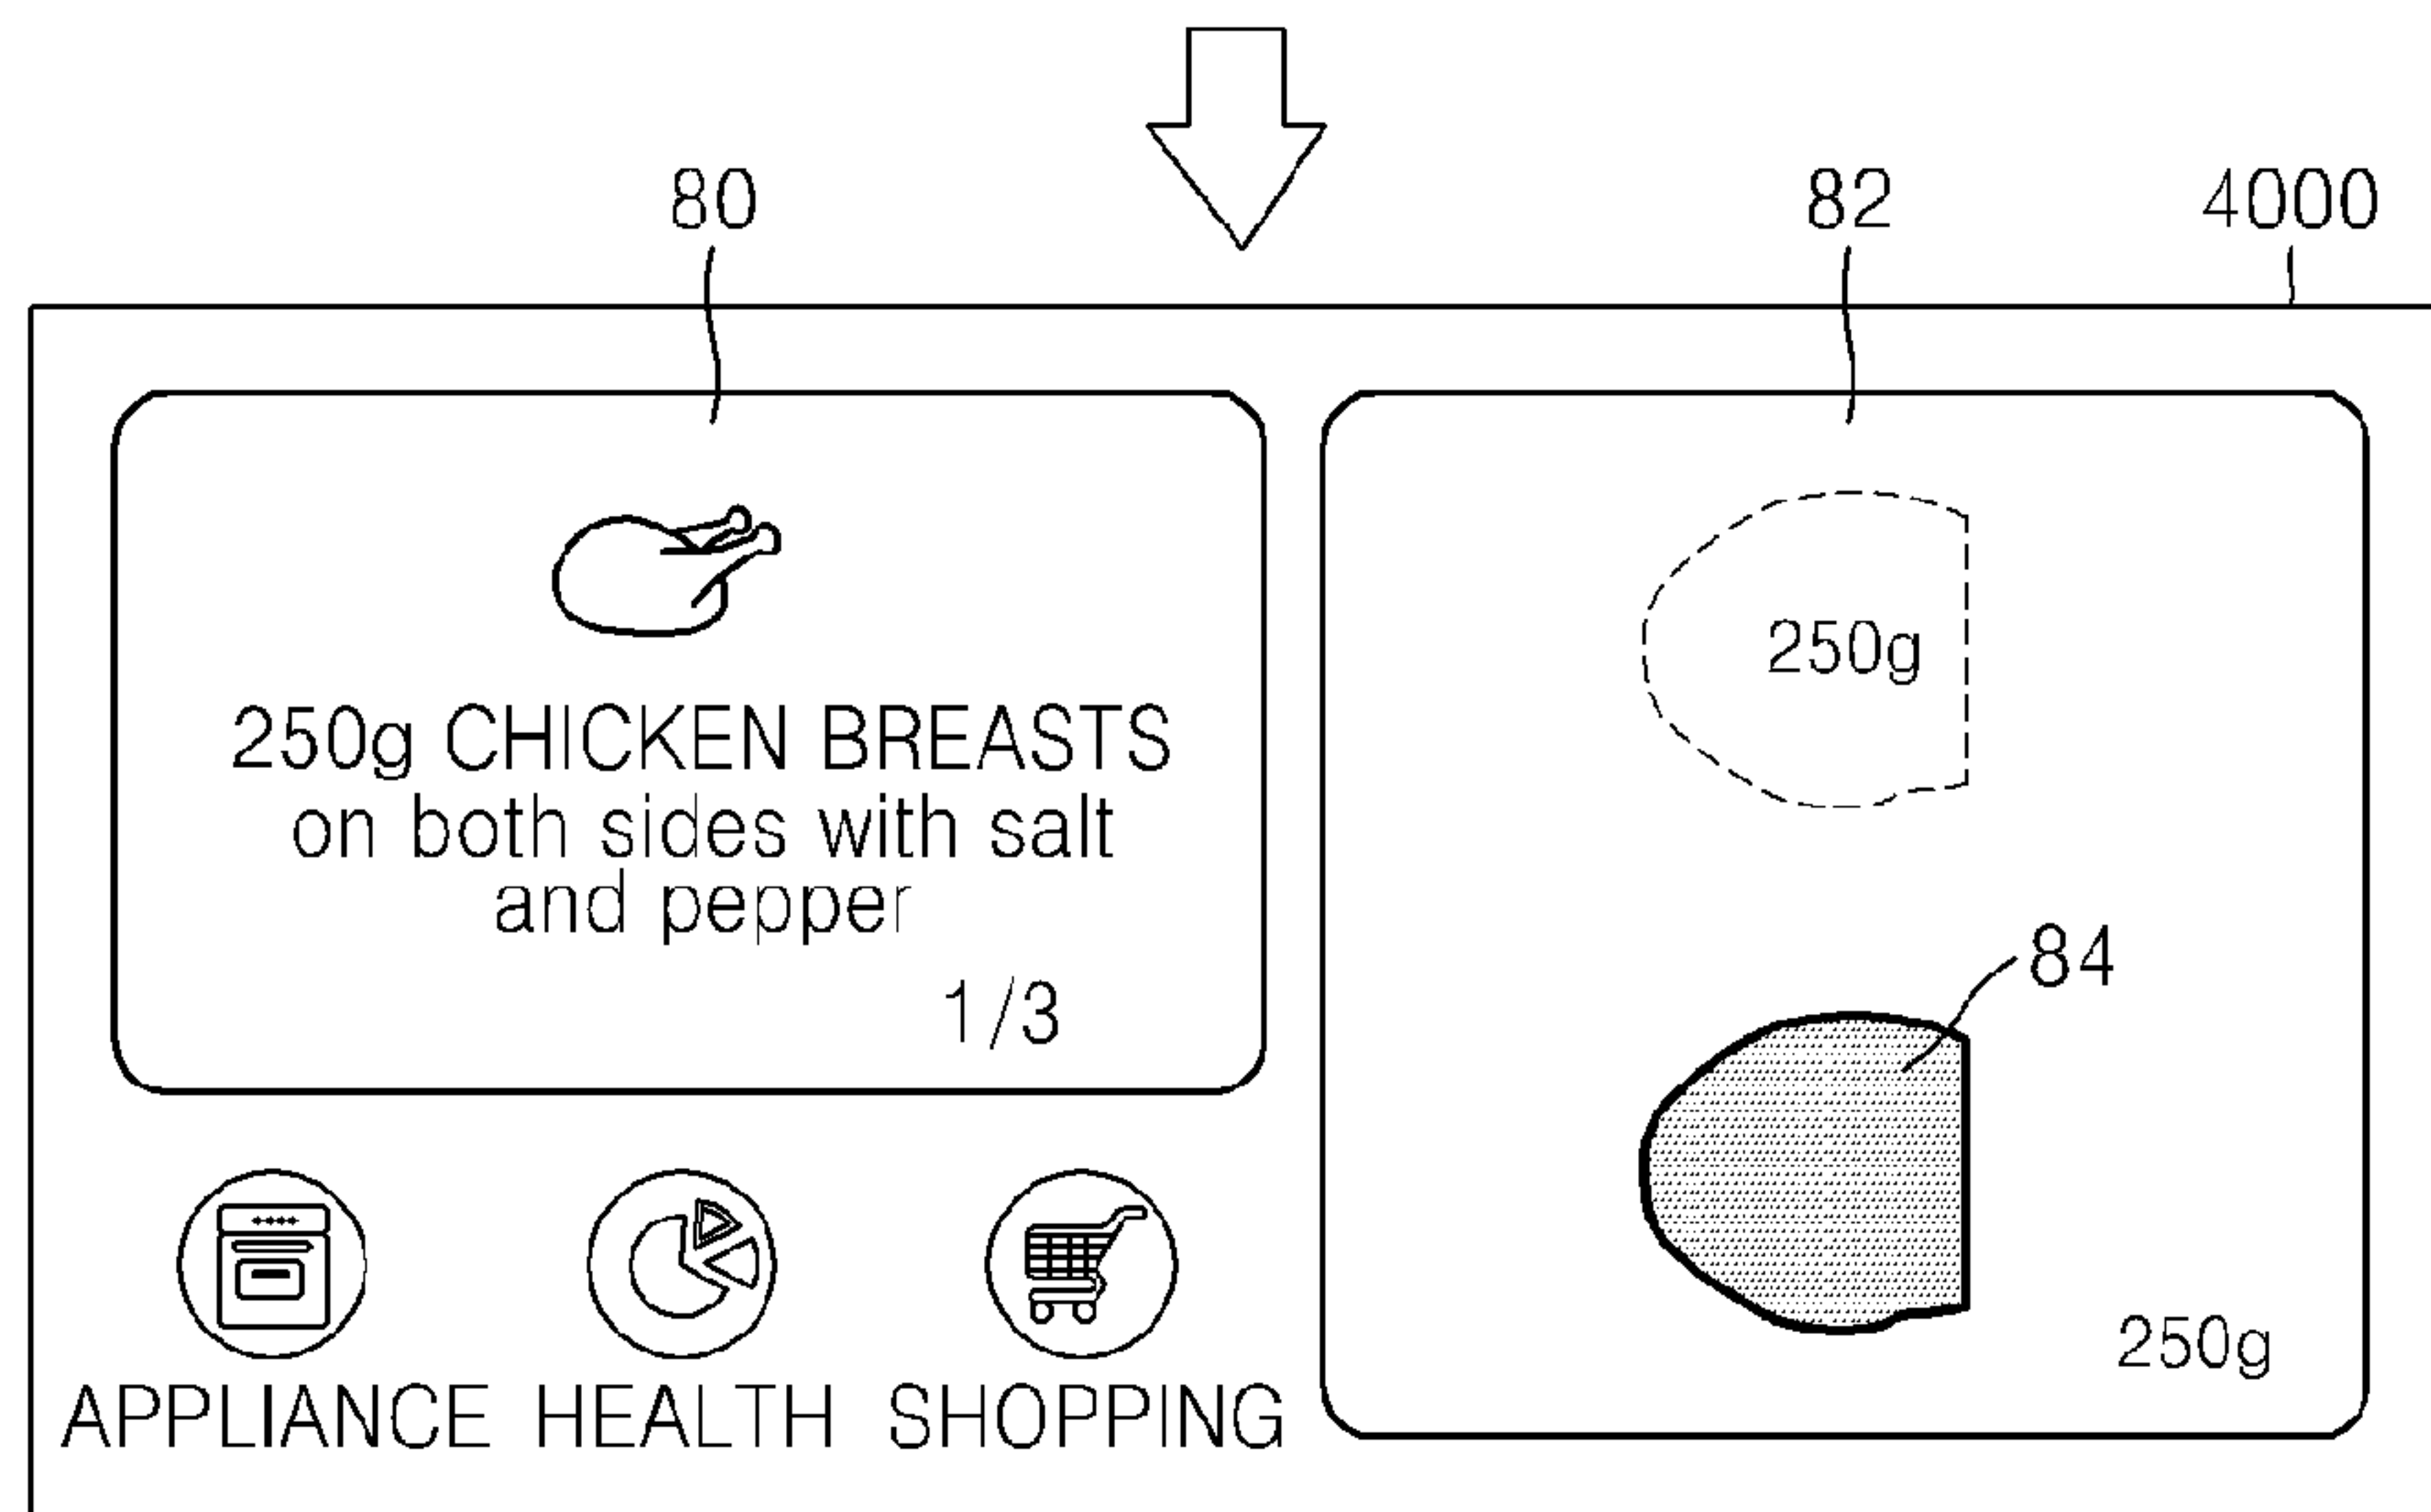 80
82
4000
250g CHICKEN BREASTS
on both sides with salt
and pepper
1/3
250g
84
250g
APPLIANCE HEALTH SHOPPING